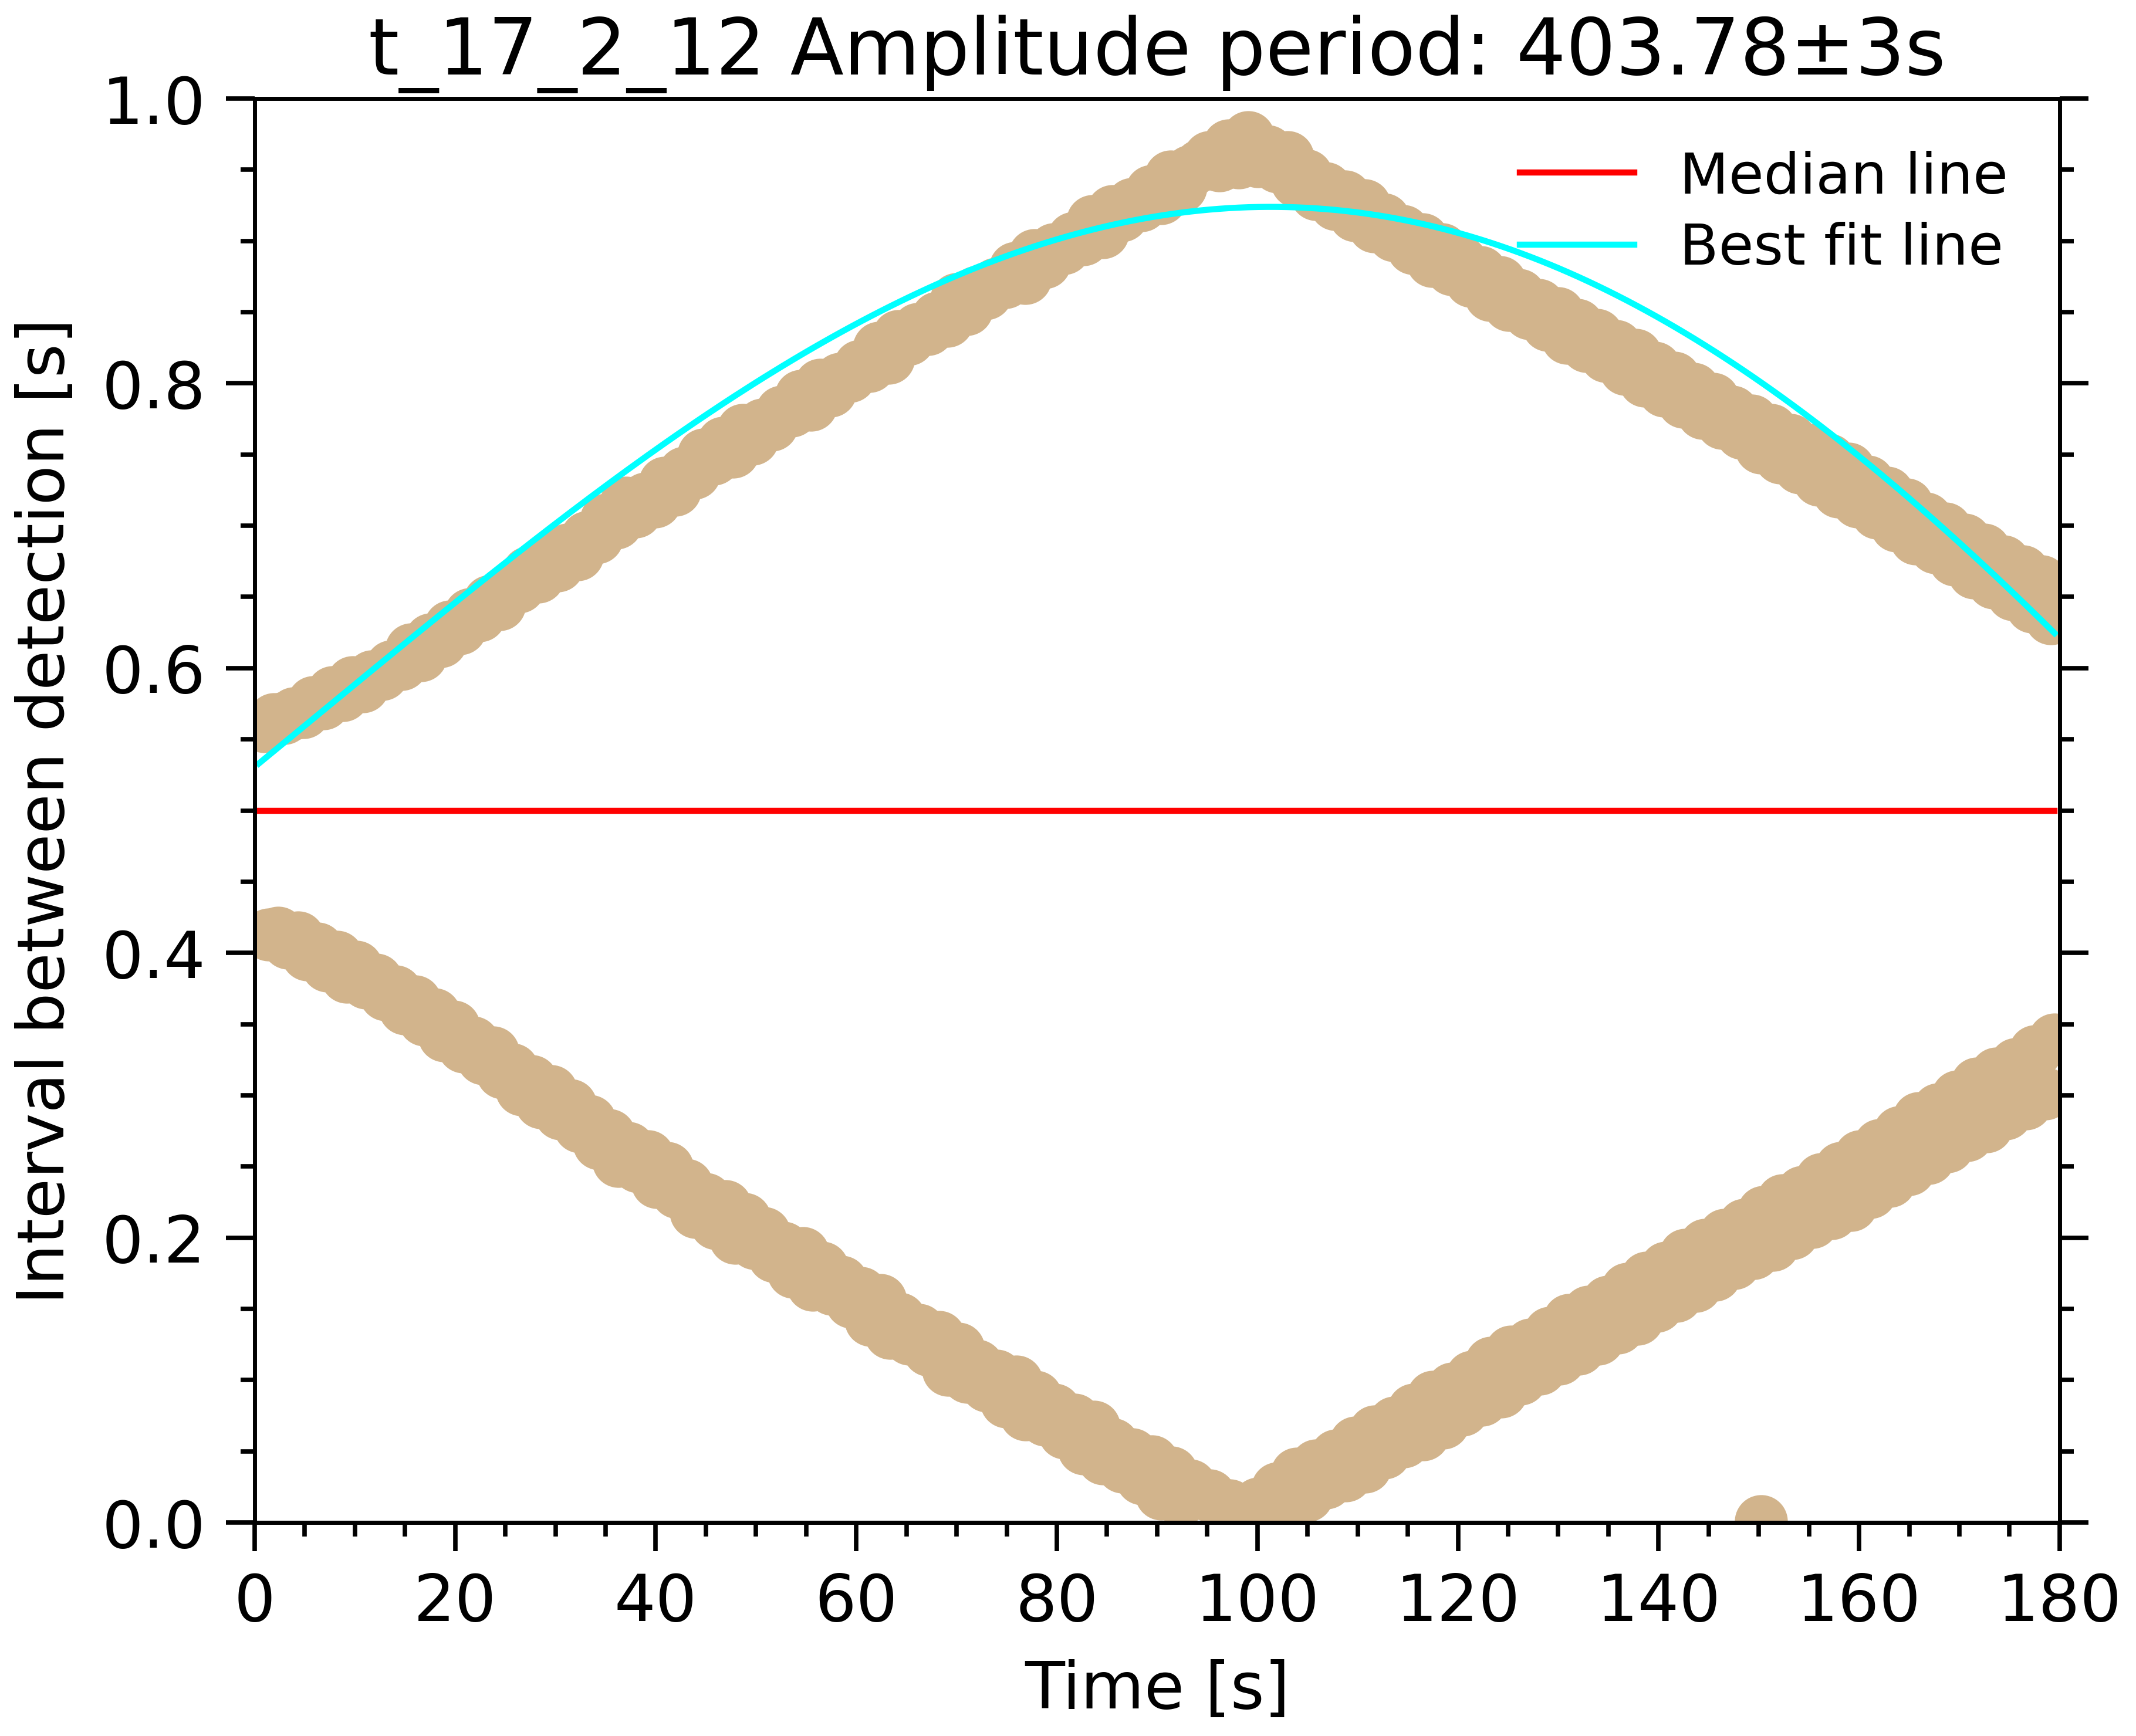 t_17_2_12 Amplitude period: 403.78±3s
Interval between detection [s]
1.0
0.8
0.6
0.4
0.2
0.0
Median line
Best fit line
0 20 40 60 80 100 120 140 160 180
Time [s]